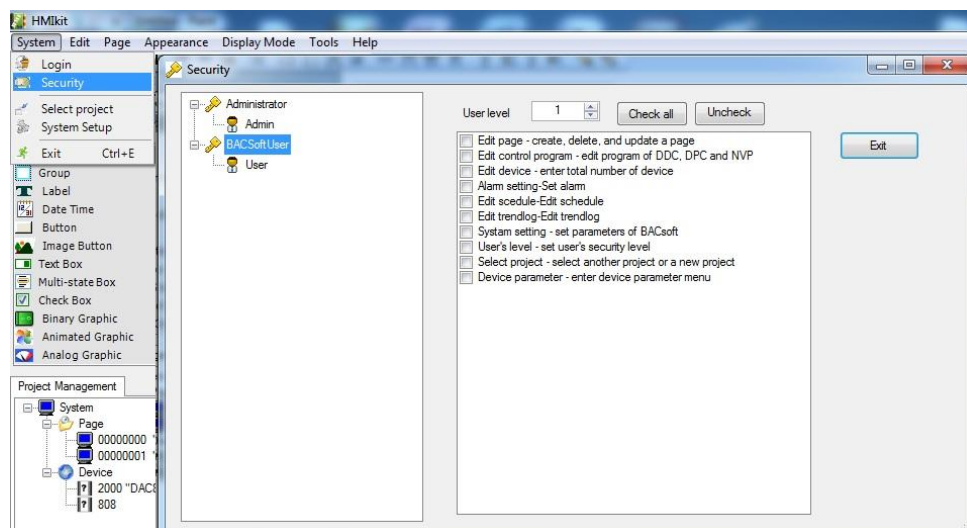 HMIkit
System Edit Page Appearance Display Mode Tools Help
Login
Security
Select project
System Setup
Exit Ctrl+E
Group
Label
Date Time
Button
Image Button
Text Box
Multi-state Box
Check Box
Binary Graphic
Animated Graphic
Analog Graphic
Project Management
System
Page
00000000
00000001
Device
2000 "DAC8
808
Security
Administrator
Admin
BACSoftUser
User
User level 1 Check all Uncheck
Edit page - create, delete, and update a page
Edit control program - edit program of DDC, DPC and NVP
Edit device - enter total number of device
Alarm setting-Set alarm
Edit scedule-Edit schedule
Edit trendlog-Edit trendlog
Systam setting - set parameters of BACsoft
User's level - set user's security level
Select project - select another project or a new project
Device parameter - enter device parameter menu
Exit